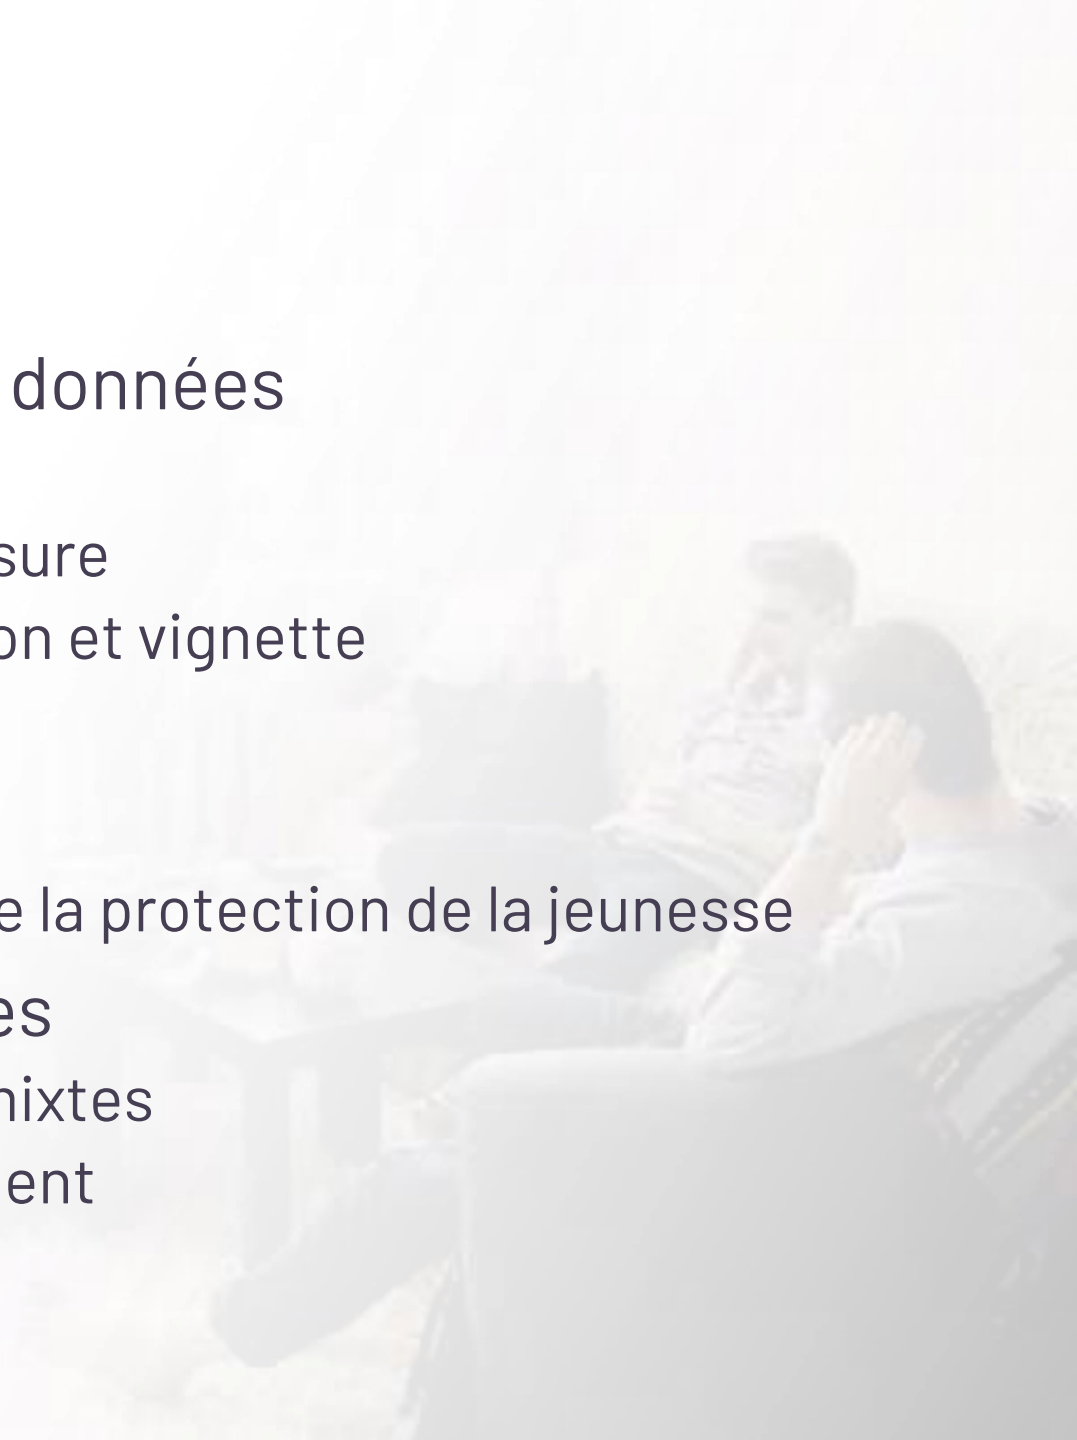 données
sure
on et vignette
e la protection de la jeunesse
es
nixtes
ent